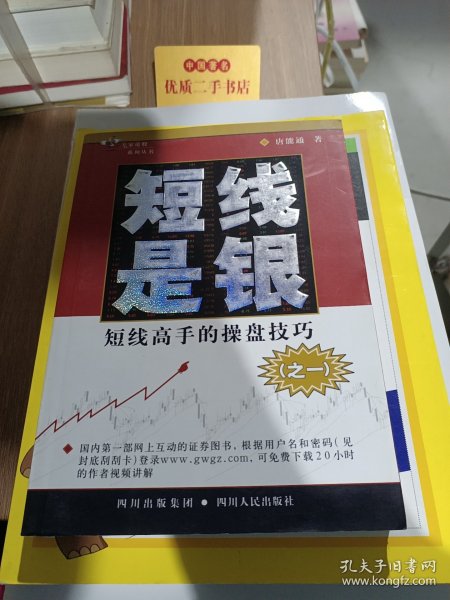 中国著名
优质二手书店
唐能通 著
短线
是银
短线高手的操盘技巧
(之一)
国内第一部网上互动的证券图书,根据用户名和密码(见
封底刮刮卡)登录www.gwgz.com,可免费下载20小时
的作者视频讲解
四川出版集团 ● 四川人民出版社
孔夫子旧书网
www.kongfz.com